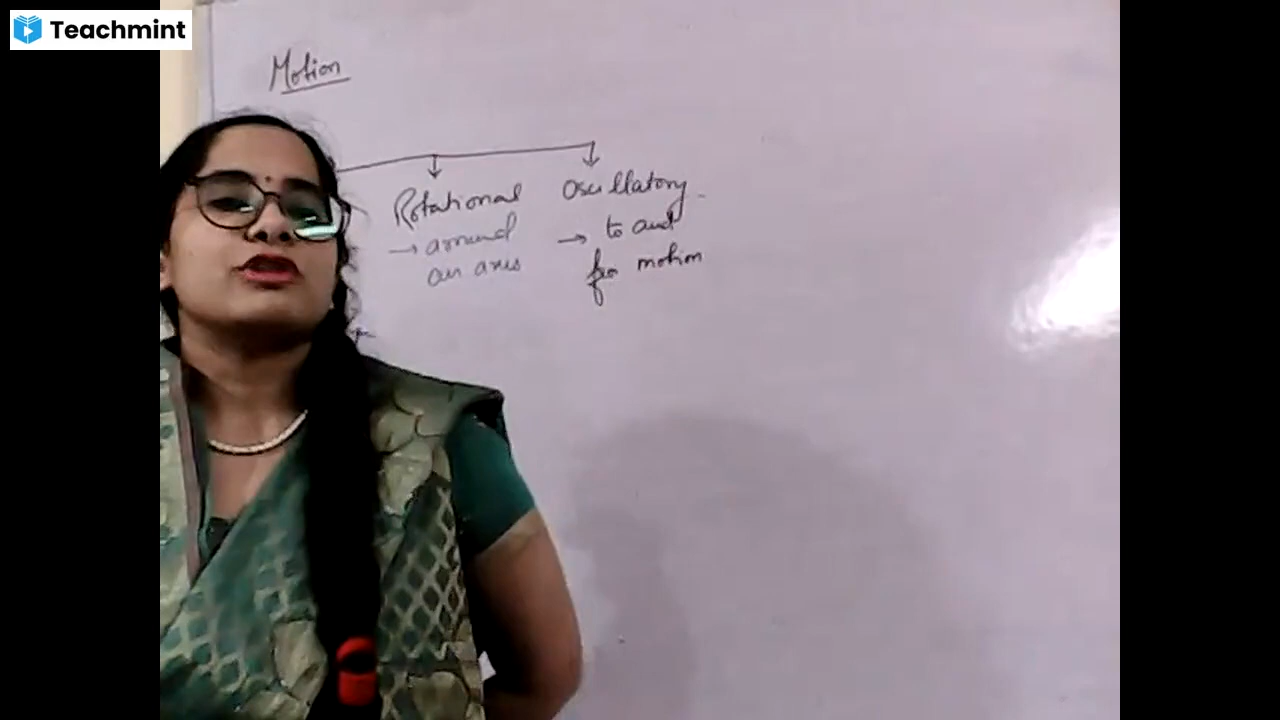 Teachmint
Motion
Rotational
→ around
an axis
Oscillatory
→ to and
fro motion